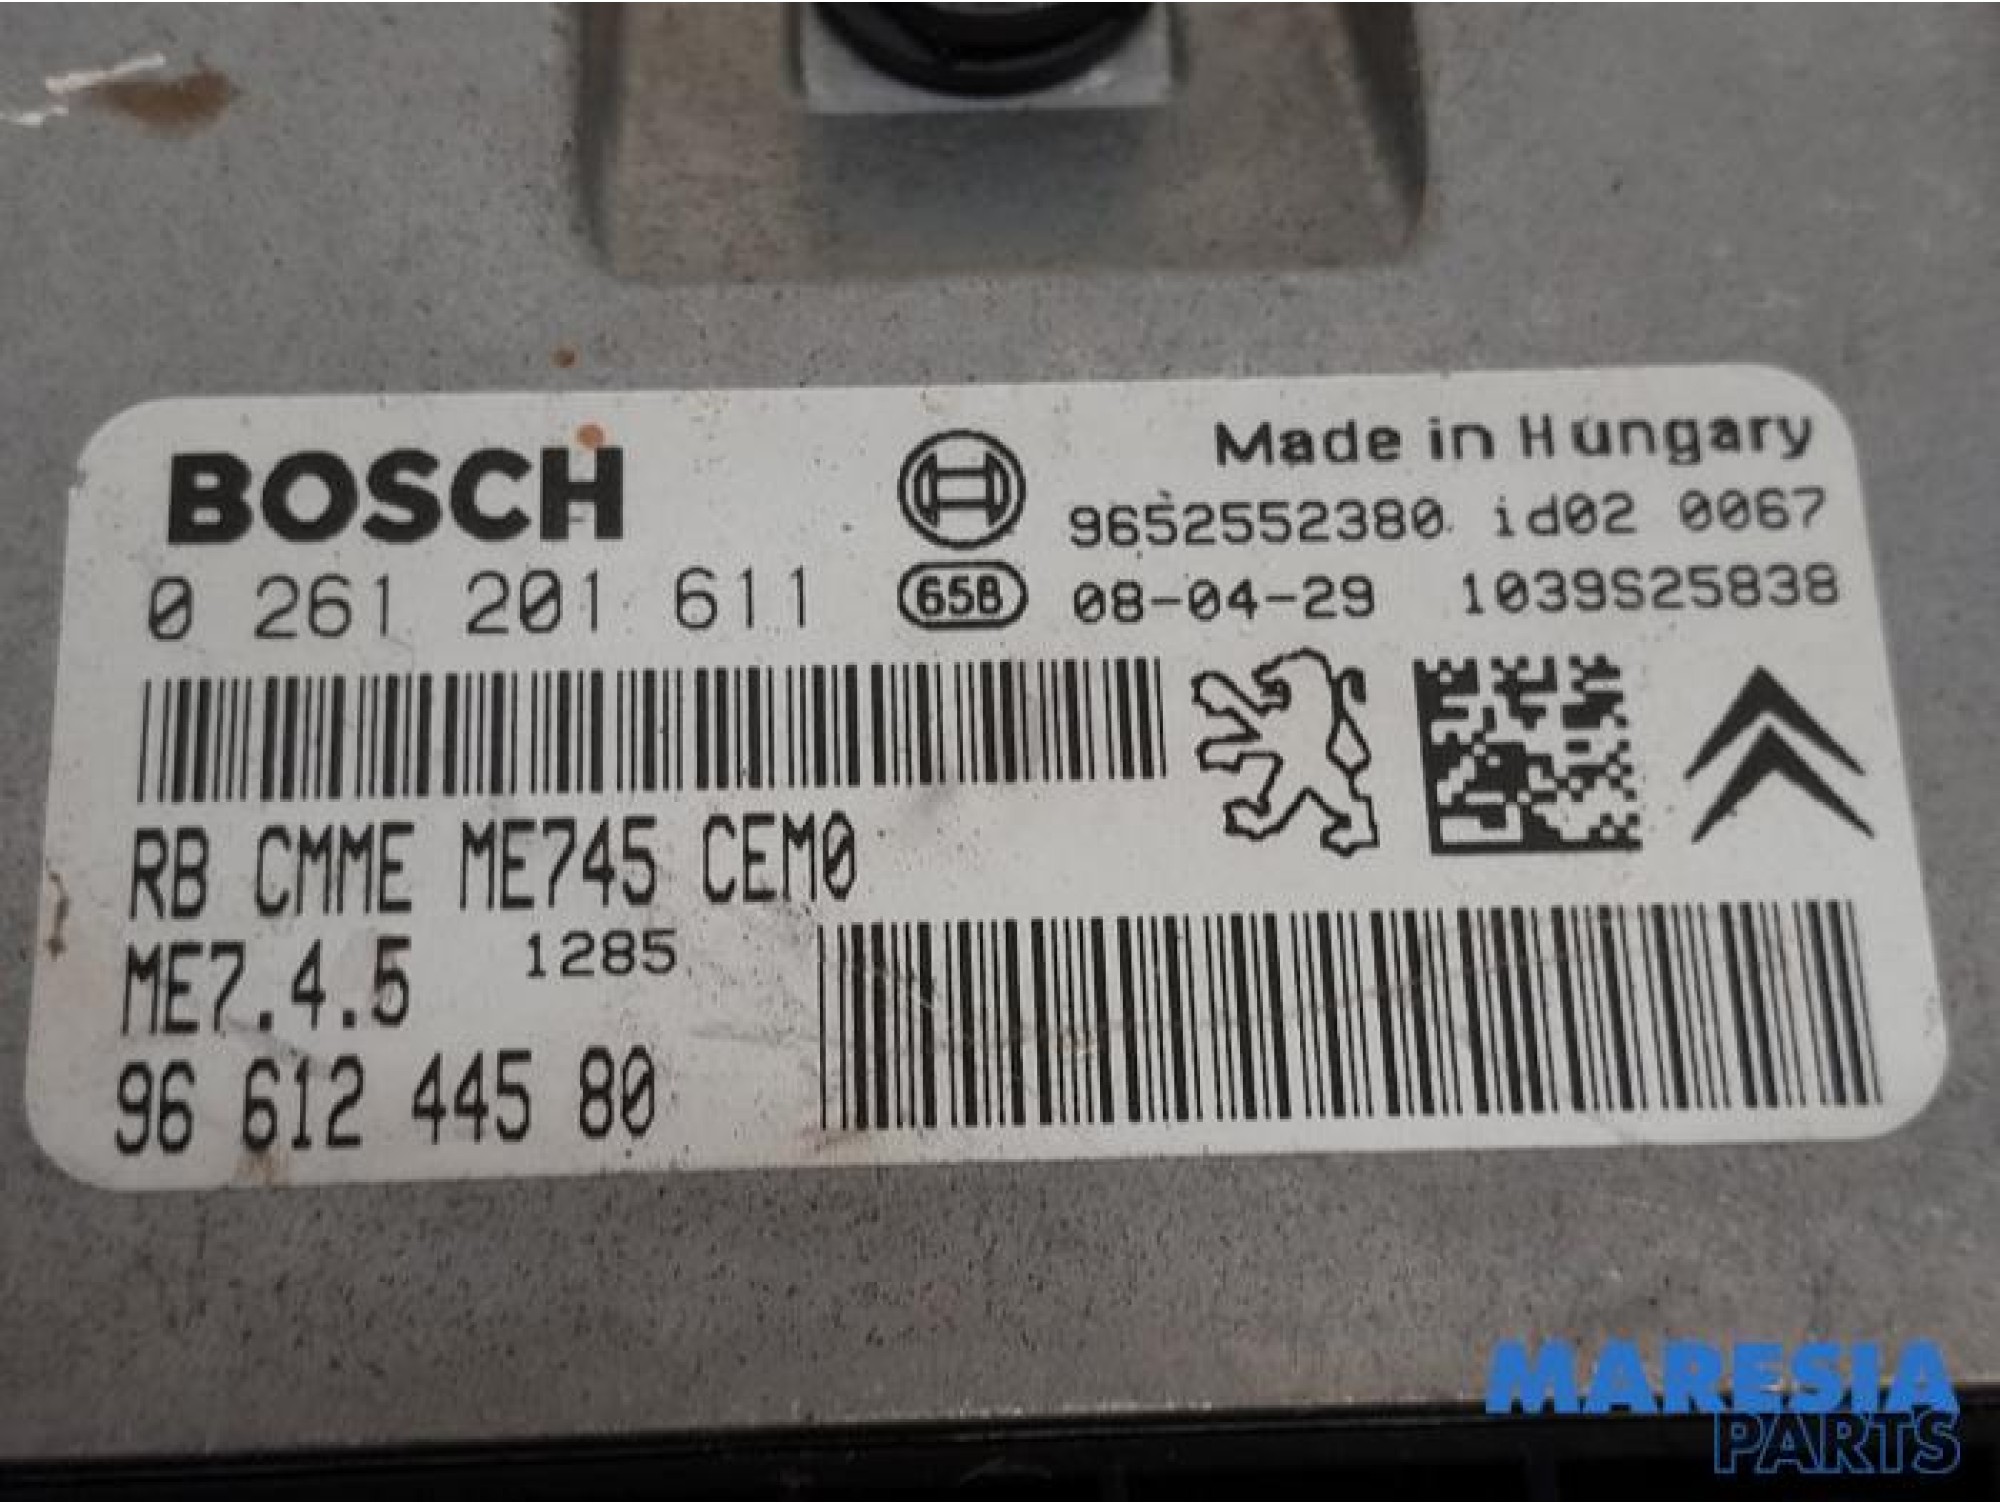 BOSCH
Made in Hungary
9652552380 id02 0067
0 261 201 611
658
08-04-29 1039S25838
RB CMME ME745 CEM0
ME7.4.5 1285
96 612 445 80
MARESIA
PARTS